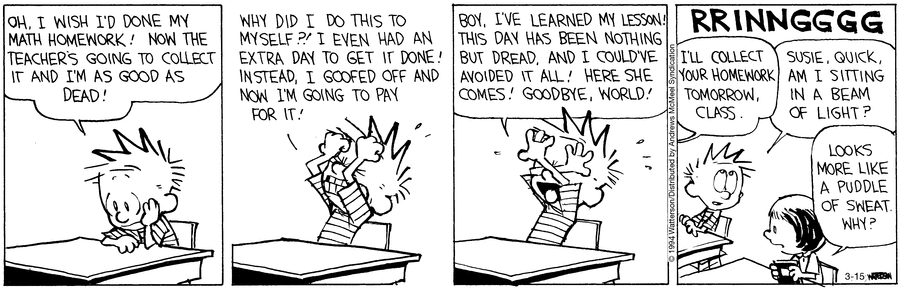 OH, I WISH I'D DONE MY
MATH HOMEWORK! NOW THE
TEACHER'S GOING TO COLLECT
IT AND I'M AS GOOD AS
DEAD!
WHY DID I DO THIS TO
MYSELF?! I EVEN HAD AN
EXTRA DAY TO GET IT DONE!
INSTEAD, I GOOFED OFF AND
NOW I'M GOING TO PAY
FOR IT!
BOY, I'VE LEARNED MY LESSON!
THIS DAY HAS BEEN NOTHING
BUT DREAD, AND I COULD'VE
AVOIDED IT ALL! HERE SHE
COMES! GOODBYE, WORLD!
© 1994 Watterson/Distributed by Andrews McMeel Syndication
RRINNGGGG
I'LL COLLECT
YOUR HOMEWORK
TOMORROW,
CLASS.
SUSIE, QUICK,
AM I SITTING
IN A BEAM
OF LIGHT?
LOOKS
MORE LIKE
A PUDDLE
OF SWEAT.
WHY?
3-15 WATTERSON